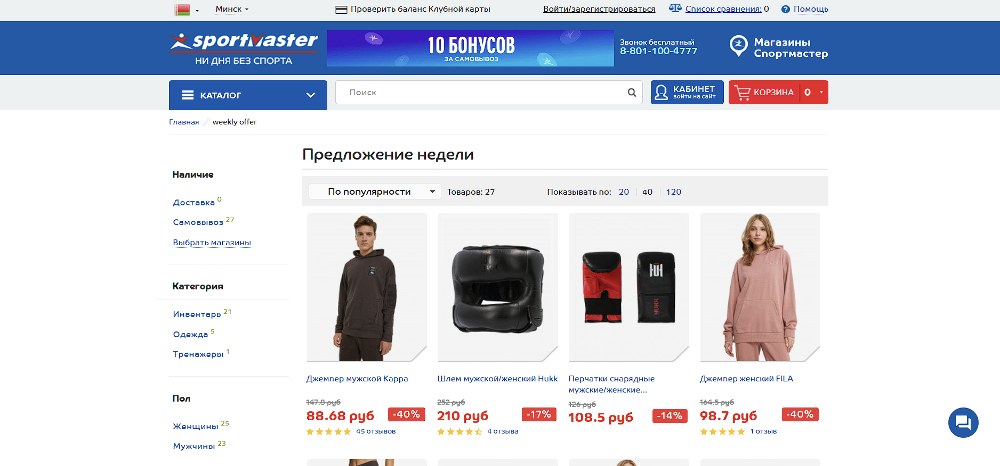 Минск
Проверить баланс Клубной карты
Войти/зарегистрироваться
Список сравнения: 0
Помощь
sportmaster
НИ ДНЯ БЕЗ СПОРТА
10 БОНУСОВ
ЗА САМОВЫВОЗ
Звонок бесплатный
8-801-100-4777
Магазины
Спортмастер
КАТАЛОГ
Поиск
КАБИНЕТ
войти на сайт
КОРЗИНА 0
Главная // weekly offer
Предложение недели
Наличие
Доставка 0
Самовывоз 27
Выбрать магазины
Категория
Инвентарь 21
Одежда 5
Тренажеры 1
Пол
Женщины 25
Мужчины 23
По популярности
Товаров: 27
Показывать по: 20 40 120
HUKK
Джемпер мужской Kappa
147.8 руб
88.68 руб -40%
45 отзывов
Шлем мужской/женский Hukk
252 руб
210 руб -17%
4 отзыва
Перчатки снарядные
мужские/женские...
126 руб
108.5 руб -14%
Джемпер женский FILA
164.5 руб
98.7 руб -40%
1 отзыв